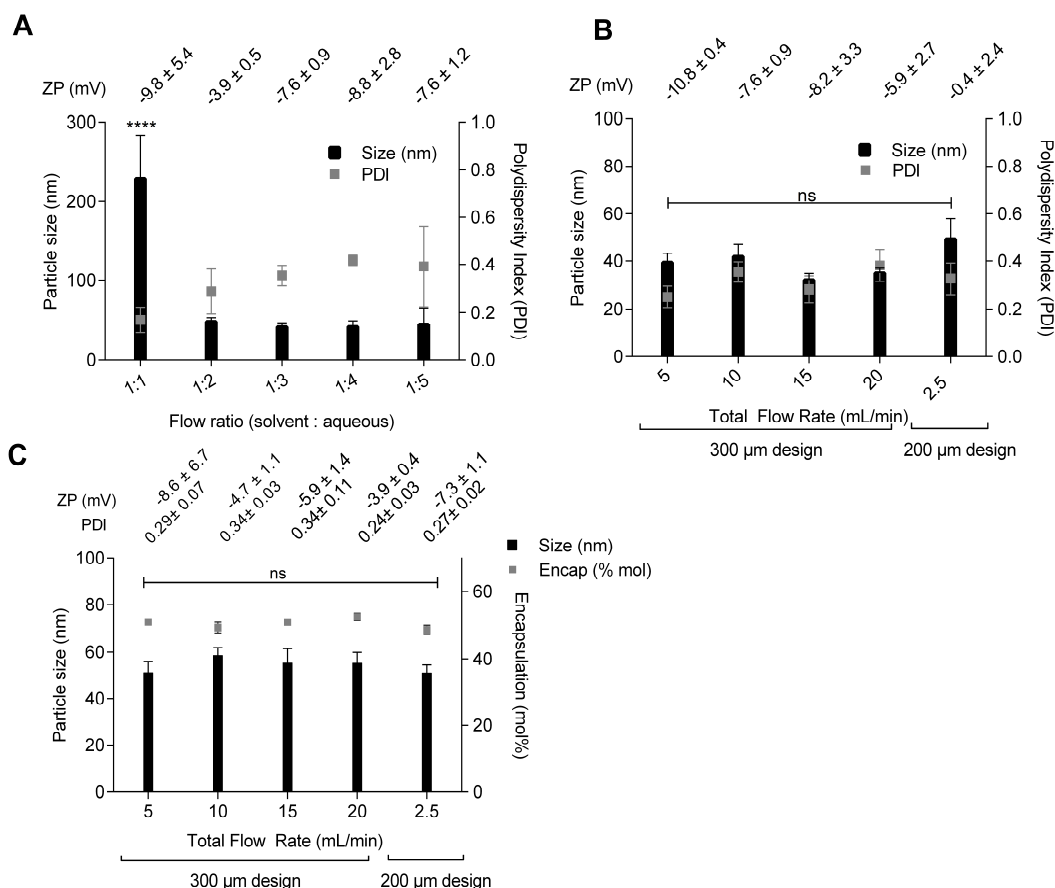 A
ZP (mV)
-9.8 ± 5.4
-3.9 ± 0.5
-7.6 ± 0.9
-8.8 ± 2.8
-7.6 ± 1.2
****
Size (nm)
PDI
Particle size (nm)
300
200
100
0
Polydispersity Index (PDI)
1.0
0.8
0.6
0.4
0.2
0.0
1:1
1:2
1:3
1:4
1:5
Flow ratio (solvent : aqueous)
B
ZP (mV)
-10.8 ± 0.4
-7.6 ± 0.9
-8.2 ± 3.3
-5.9 ± 2.7
-0.4 ± 2.4
Size (nm)
PDI
ns
Particle size (nm)
100
80
60
40
20
0
Polydispersity Index (PDI)
1.0
0.8
0.6
0.4
0.2
0.0
5
10
15
20
2.5
Total Flow Rate (mL/min)
300 µm design
200 µm design
C
ZP (mV)
PDI
-8.6 ± 6.7
0.29± 0.07
-4.7 ± 1.1
0.34± 0.03
-5.9 ± 1.4
0.34± 0.11
-3.9 ± 0.4
0.24± 0.03
-7.3 ± 1.1
0.27± 0.02
Size (nm)
Encap (% mol)
ns
Particle size (nm)
100
80
60
40
20
0
Encapsulation (mol%)
60
40
20
0
5
10
15
20
2.5
Total Flow Rate (mL/min)
300 µm design
200 µm design